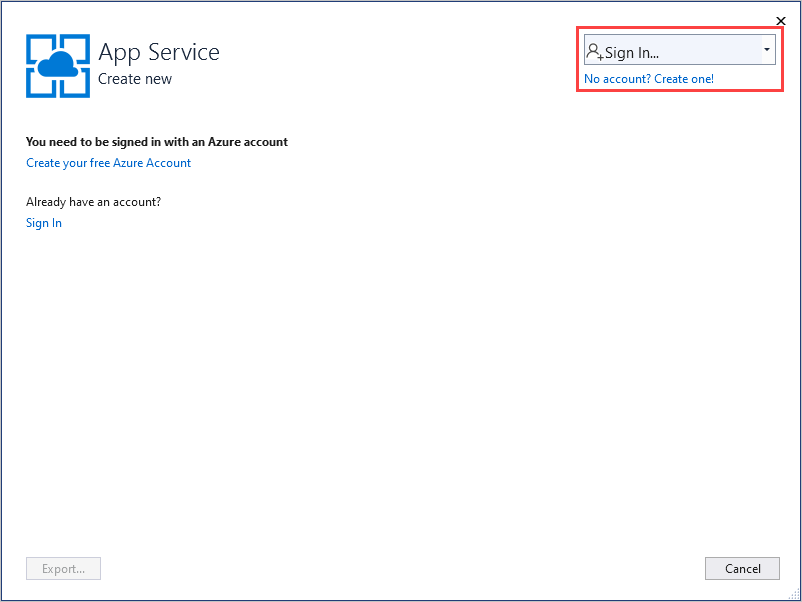 App Service
Create new
Sign In...
No account? Create one!
You need to be signed in with an Azure account
Create your free Azure Account
Already have an account?
Sign In
Export...
Cancel